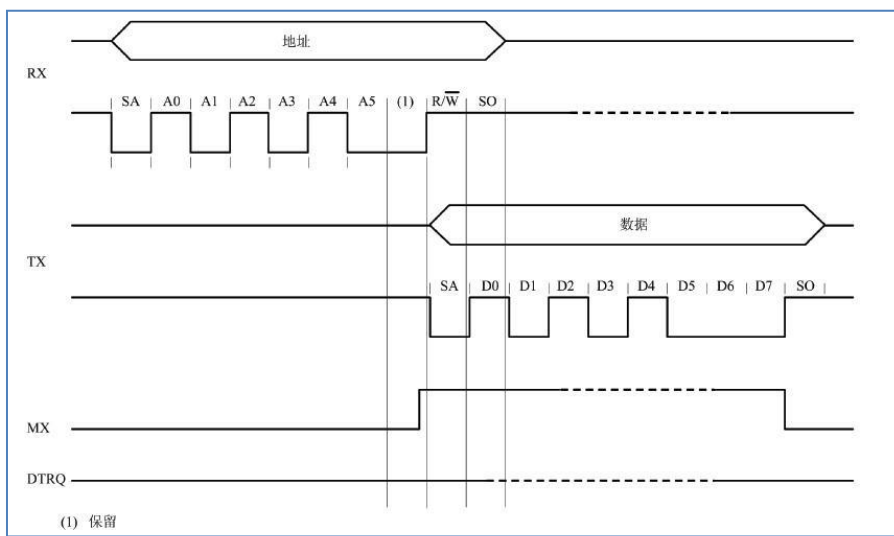 地址
RX
SA A0 A1 A2 A3 A4 A5 (1) R/W̅ SO
数据
TX
SA D0 D1 D2 D3 D4 D5 D6 D7 SO
MX
DTRQ
(1) 保留